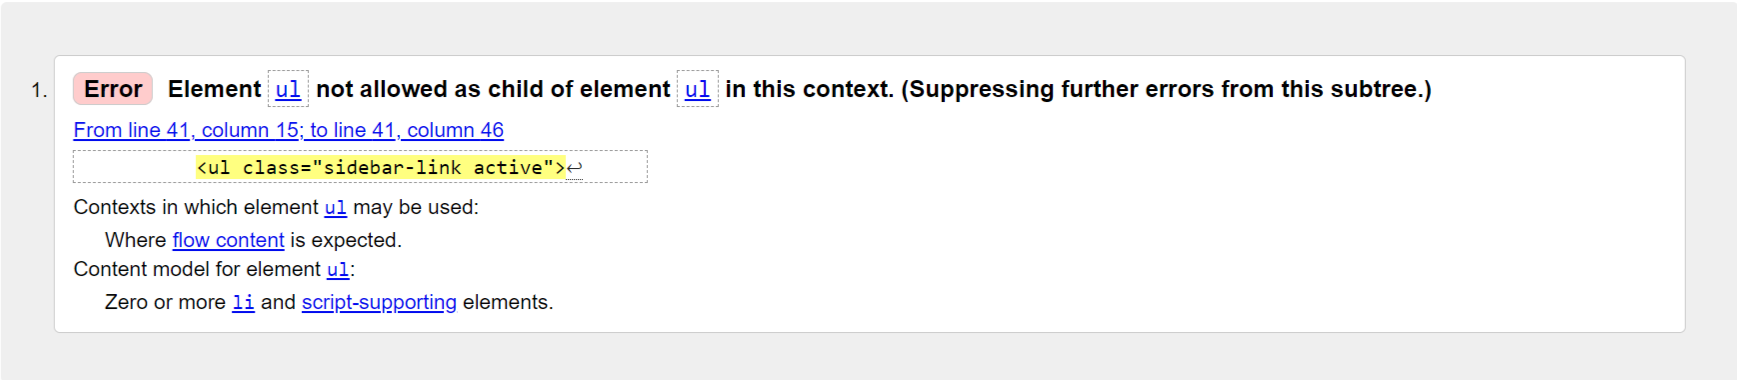 1. Error Element ul not allowed as child of element ul in this context. (Suppressing further errors from this subtree.)
From line 41, column 15; to line 41, column 46
<ul class="sidebar-link active">↩
Contexts in which element ul may be used:
Where flow content is expected.
Content model for element ul:
Zero or more li and script-supporting elements.